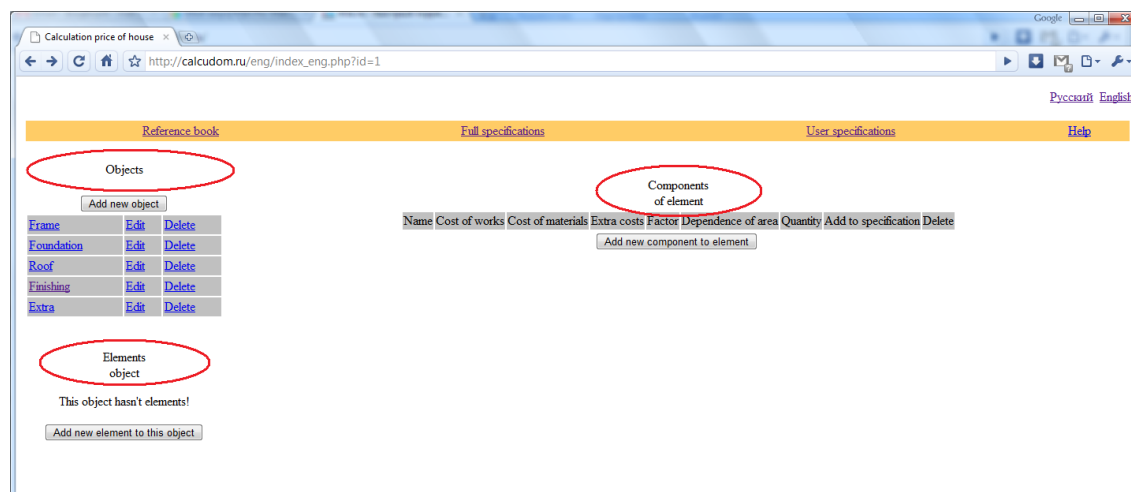 Google
Calculation price of house
http://calcudom.ru/eng/index_eng.php?id=1
Русский English
Reference book Full specifications User specifications Help
Objects
Add new object
Frame Edit Delete
Foundation Edit Delete
Roof Edit Delete
Finishing Edit Delete
Extra Edit Delete
Elements
object
This object hasn't elements!
Add new element to this object
Components
of element
Name Cost of works Cost of materials Extra costs Factor Dependence of area Quantity Add to specification Delete
Add new component to element